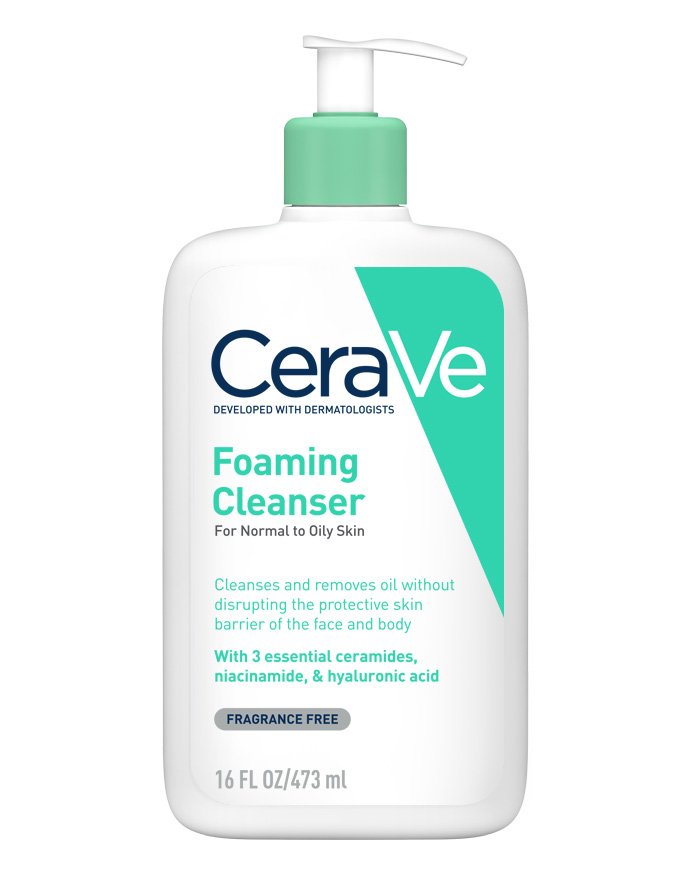 CeraVe
DEVELOPED WITH DERMATOLOGISTS
Foaming
Cleanser
For Normal to Oily Skin
Cleanses and removes oil without
disrupting the protective skin
barrier of the face and body
With 3 essential ceramides,
niacinamide, & hyaluronic acid
FRAGRANCE FREE
16 FL OZ/473 ml